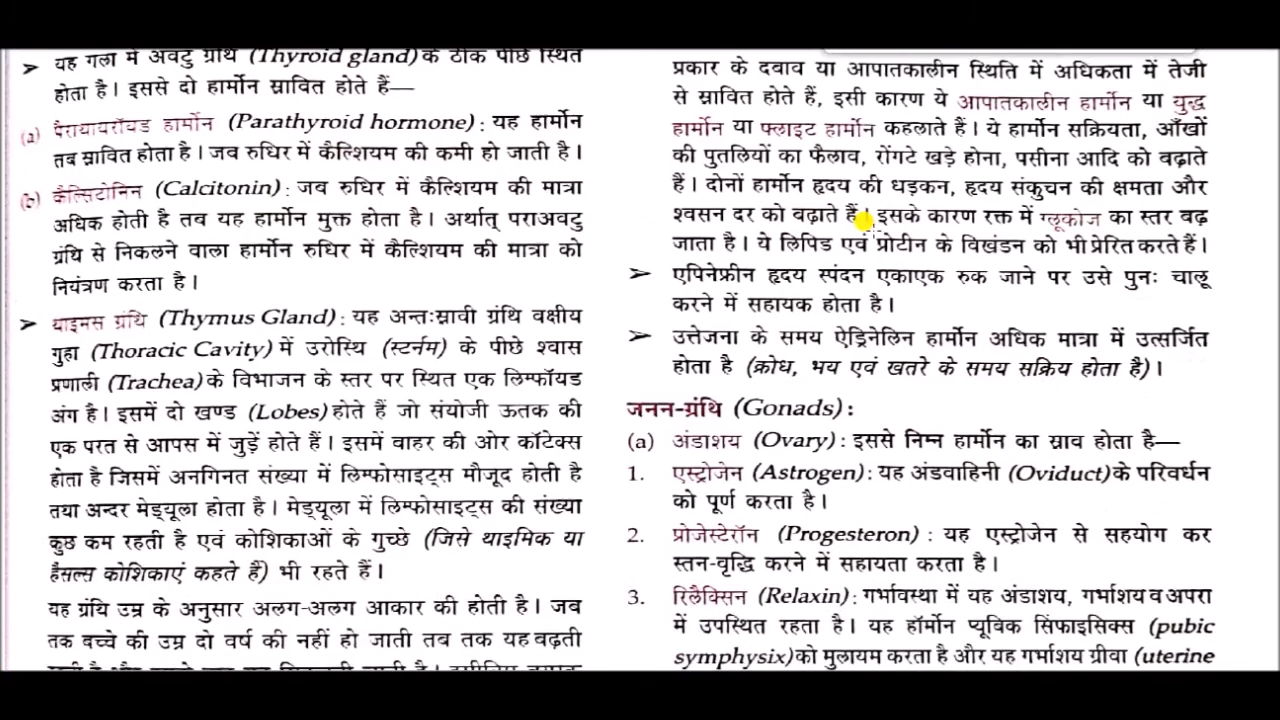 यह गला में अवटु ग्रंथि (Thyroid gland) के ठीक पीछे स्थित
होता है। इससे दो हार्मोन स्रावित होते हैं—
(a) पैराथायरॉयड हार्मोन (Parathyroid hormone) : यह हार्मोन
तब स्रावित होता है। जब रुधिर में कैल्शियम की कमी हो जाती है।
(b) कैल्सिटोनिन (Calcitonin) : जब रुधिर में कैल्शियम की मात्रा
अधिक होती है तब यह हार्मोन मुक्त होता है। अर्थात् पराअवटु
ग्रंथि से निकलने वाला हार्मोन रुधिर में कैल्शियम की मात्रा को
नियंत्रण करता है।
➤ थाइमस ग्रंथि (Thymus Gland) : यह अन्तःस्रावी ग्रंथि वक्षीय
गुहा (Thoracic Cavity) में उरोस्थि (स्टर्नम) के पीछे श्वास
प्रणाली (Trachea) के विभाजन के स्तर पर स्थित एक लिम्फॉयड
अंग है। इसमें दो खण्ड (Lobes) होते हैं जो संयोजी ऊतक की
एक परत से आपस में जुड़ें होते हैं। इसमें वाहर की ओर कॉटेक्स
होता है जिसमें अनगिनत संख्या में लिम्फोसाइट्स मौजूद होती है
तथा अन्दर मेड्यूला होता है। मेड्यूला में लिम्फोसाइट्स की संख्या
कुछ कम रहती है एवं कोशिकाओं के गुच्छे (जिसे थाइमिक या
हैसल्स कोशिकाएं कहते हैं) भी रहते हैं।
यह ग्रंथि उम्र के अनुसार अलग-अलग आकार की होती है। जब
तक बच्चे की उम्र दो वर्ष की नहीं हो जाती तब तक यह बढ़ती
प्रकार के दवाव या आपातकालीन स्थिति में अधिकता में तेजी
से स्रावित होते हैं, इसी कारण ये आपातकालीन हार्मोन या युद्ध
हार्मोन या फ्लाइट हार्मोन कहलाते हैं। ये हार्मोन सक्रियता, आँखों
की पुतलियों का फैलाव, रोंगटे खड़े होना, पसीना आदि को बढ़ाते
हैं। दोनों हार्मोन हृदय की धड़कन, हृदय संकुचन की क्षमता और
श्वसन दर को बढ़ाते हैं। इसके कारण रक्त में ग्लूकोज का स्तर बढ़
जाता है। ये लिपिड एवं प्रोटीन के विखंडन को भी प्रेरित करते हैं।
➤ एपिनेफ्रीन हृदय स्पंदन एकाएक रुक जाने पर उसे पुनः चालू
करने में सहायक होता है।
➤ उत्तेजना के समय ऐड्रिनेलिन हार्मोन अधिक मात्रा में उत्सर्जित
होता है (क्रोध, भय एवं खतरे के समय सक्रिय होता है)।
जनन-ग्रंथि (Gonads) :
(a) अंडाशय (Ovary) : इससे निम्न हार्मोन का स्राव होता है—
1. एस्ट्रोजेन (Astrogen) : यह अंडवाहिनी (Oviduct) के परिवर्धन
को पूर्ण करता है।
2. प्रोजेस्टेरॉन (Progesteron) : यह एस्ट्रोजेन से सहयोग कर
स्तन-वृद्धि करने में सहायता करता है।
3. रिलैक्सिन (Relaxin) : गर्भावस्था में यह अंडाशय, गर्भाशय व अपरा
में उपस्थित रहता है। यह हॉर्मोन प्यूबिक सिंफाइसिक्स (pubic
symphysix) को मुलायम करता है और यह गर्भाशय ग्रीवा (uterine